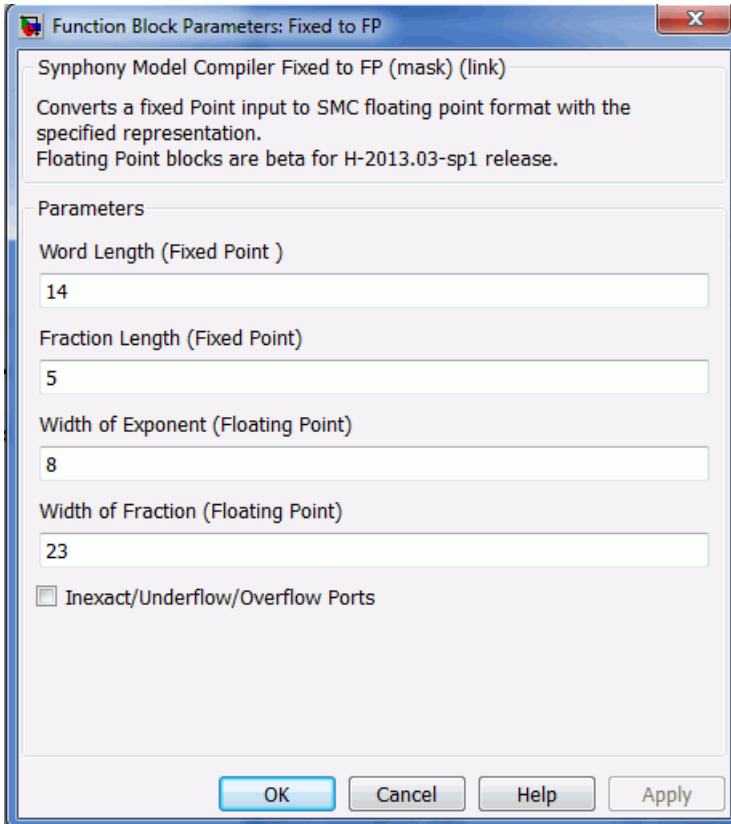 Function Block Parameters: Fixed to FP
Synphony Model Compiler Fixed to FP (mask) (link)
Converts a fixed Point input to SMC floating point format with the
specified representation.
Floating Point blocks are beta for H-2013.03-sp1 release.
Parameters
Word Length (Fixed Point )
14
Fraction Length (Fixed Point)
5
Width of Exponent (Floating Point)
8
Width of Fraction (Floating Point)
23
Inexact/Underflow/Overflow Ports
OK Cancel Help Apply